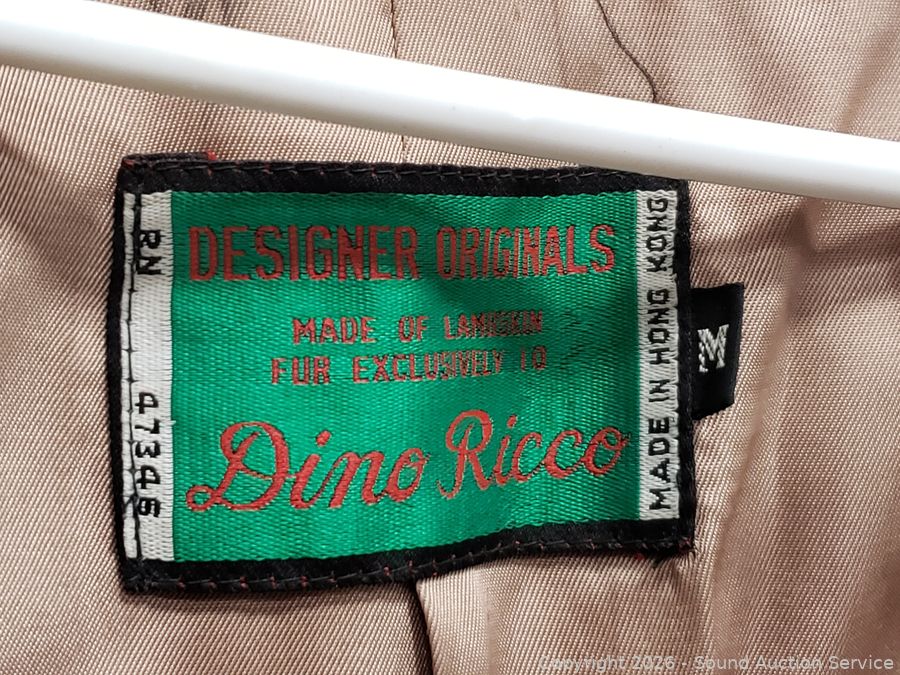 DESIGNER ORIGINALS
MADE OF LAMBSKIN
FUR EXCLUSIVELY TO
Dino Ricco
RN 47346
MADE IN HONG KONG
M
Copyright 2026 - Sound Auction Service